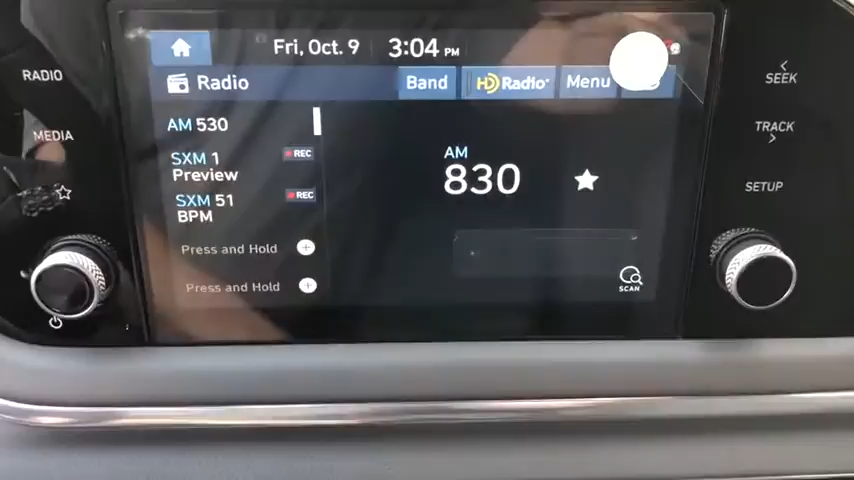 Fri, Oct. 9 3:04 PM
RADIO
Radio Band HD Radio Menu
SEEK
AM 530
MEDIA
TRACK
SXM 1 REC
Preview
AM
830
SETUP
SXM 51 REC
BPM
Press and Hold
Press and Hold
SCAN